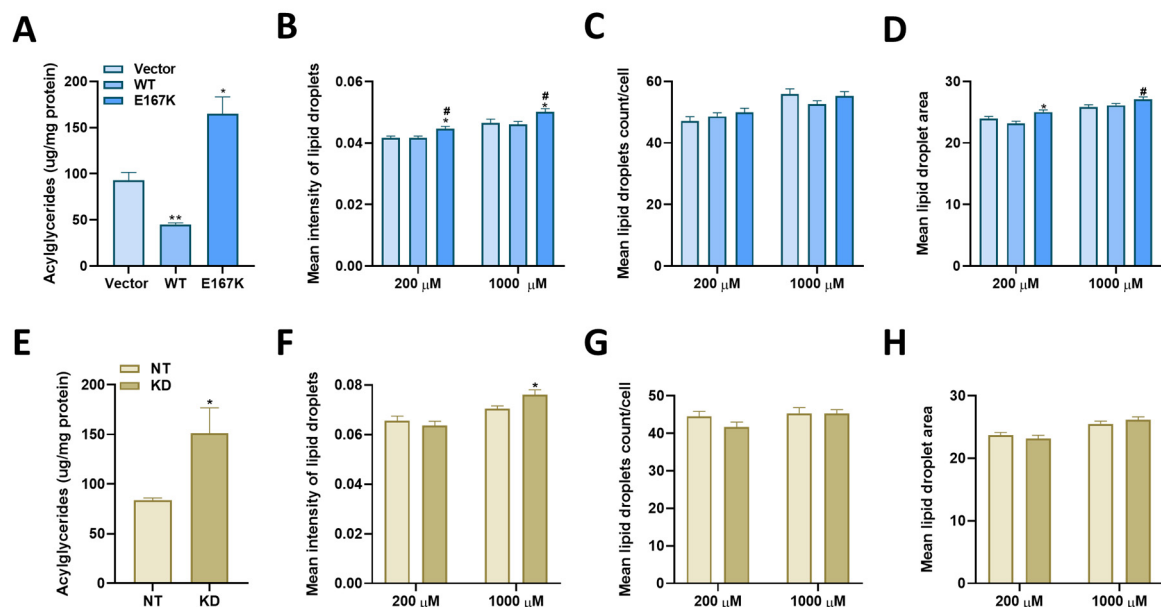 A
Acylglycerides (ug/mg protein)
Vector
WT
E167K
200
150
100
50
0
*
**
Vector WT E167K
B
Mean intensity of lipid droplets
0.06
0.04
0.02
0.00
#
*
#
*
200 μM 1000 μM
C
Mean lipid droplets count/cell
60
40
20
0
200 μM 1000 μM
D
Mean lipid droplet area
30
20
10
0
*
#
200 μM 1000 μM
E
Acylglycerides (ug/mg protein)
NT
KD
200
150
100
50
0
*
NT KD
F
Mean intensity of lipid droplets
0.08
0.06
0.04
0.02
0.00
*
200 μM 1000 μM
G
Mean lipid droplets count/cell
50
40
30
20
10
0
200 μM 1000 μM
H
Mean lipid droplet area
30
20
10
0
200 μM 1000 μM